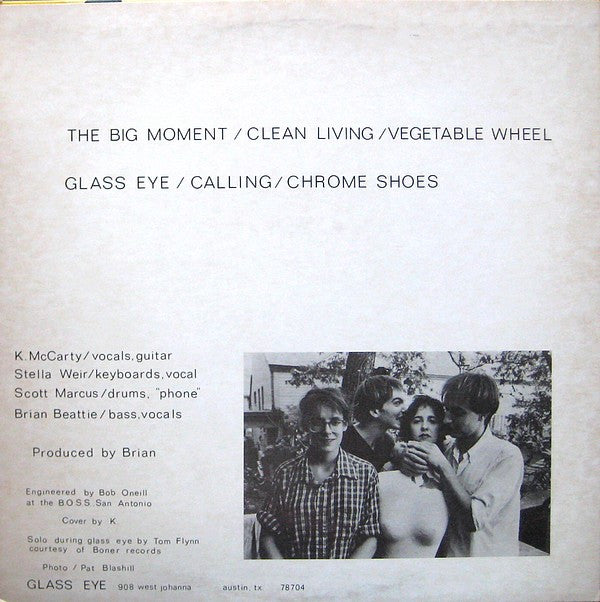 THE BIG MOMENT / CLEAN LIVING / VEGETABLE WHEEL
GLASS EYE / CALLING / CHROME SHOES
K. McCarty / vocals, guitar
Stella Weir / keyboards, vocal
Scott Marcus / drums, "phone"
Brian Beattie / bass, vocals
Produced by Brian
Engineered by Bob Oneill
at the B.O.S.S. San Antonio
Cover by K.
Solo during glass eye by Tom Flynn
courtesy of Boner records
Photo / Pat Blashill
GLASS EYE 908 west johanna austin, tx 78704